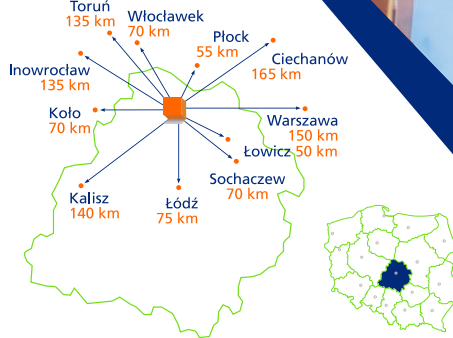 Toruń
135 km
Włocławek
70 km
Płock
55 km
Ciechanów
165 km
Inowrocław
135 km
Koło
70 km
Warszawa
150 km
Łowicz 50 km
Sochaczew
70 km
Kalisz
140 km
Łódź
75 km